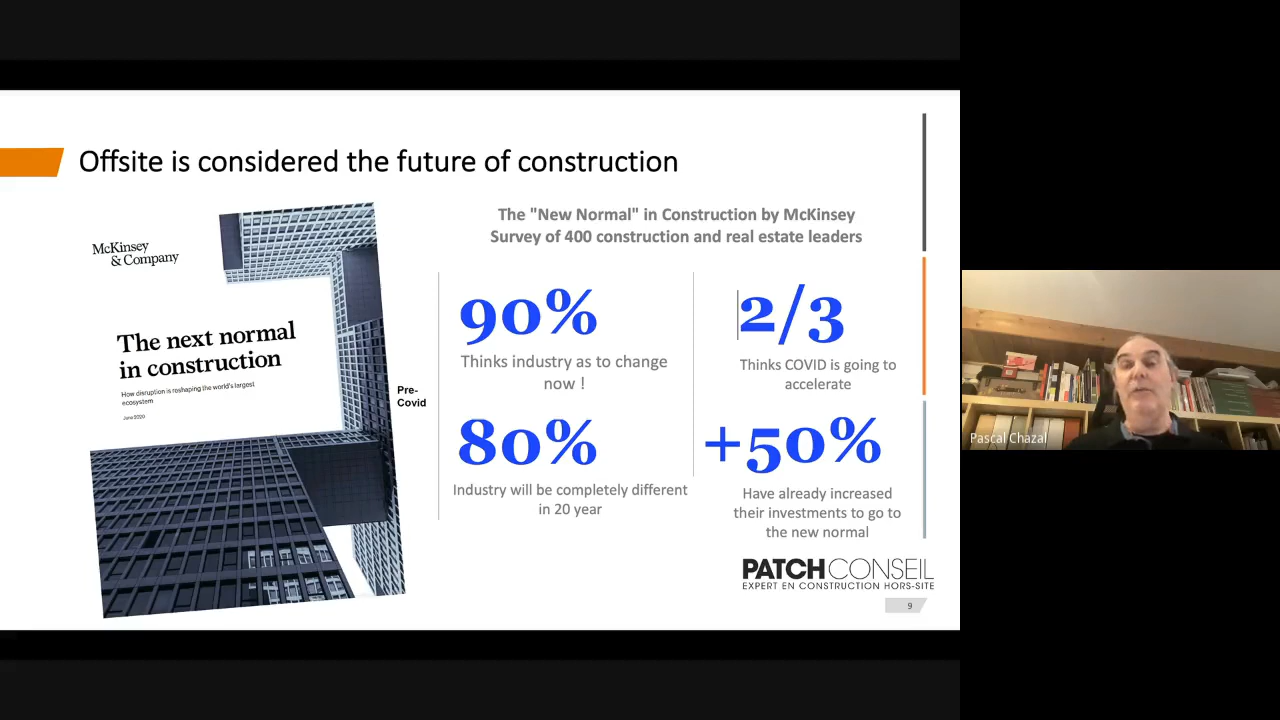 Offsite is considered the future of construction
McKinsey
& Company
The next normal
in construction
How disruption is reshaping the world's largest
ecosystem
June 2020
Pre-
Covid
The "New Normal" in Construction by McKinsey
Survey of 400 construction and real estate leaders
90%
Thinks industry as to change
now !
2/3
Thinks COVID is going to
accelerate
80%
Industry will be completely different
in 20 year
+50%
Have already increased
their investments to go to
the new normal
PATCHCONSEIL
EXPERT EN CONSTRUCTION HORS-SITE
9
Pascal Chazal